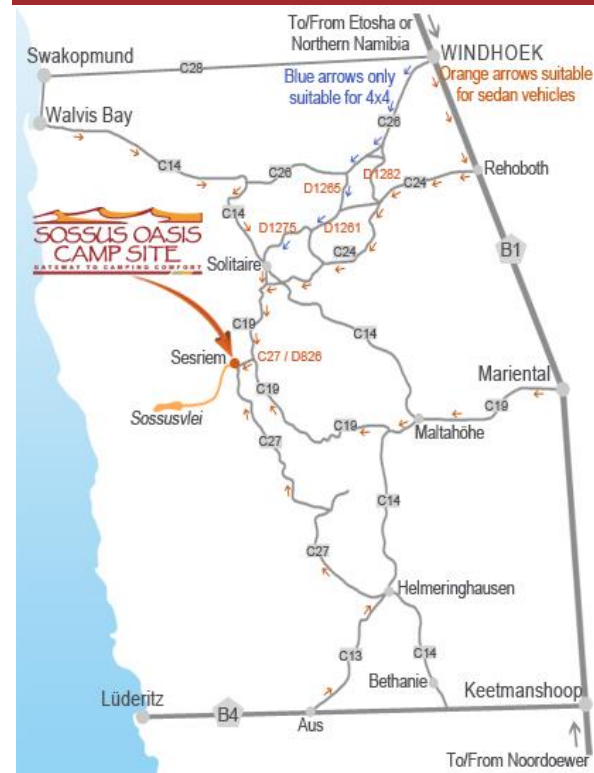 To/From Etosha or
Northern Namibia
WINDHOEK
Swakopmund
C28
Blue arrows only
suitable for 4x4
Orange arrows suitable
for sedan vehicles
Walvis Bay
C26
C14
C26
D1265
D1282
C24
Rehoboth
C14
D1275
D1261
SOSSUS OASIS
CAMP SITE
GATEWAY TO CAMPING COMFORT
Solitaire
C24
B1
C19
C14
Sesriem
C27 / D826
Mariental
C19
C19
Sossusvlei
C27
C19
Maltahöhe
C14
C27
Helmeringhausen
C13
C14
Bethanie
Lüderitz
Keetmanshoop
B4
Aus
To/From Noordoewer